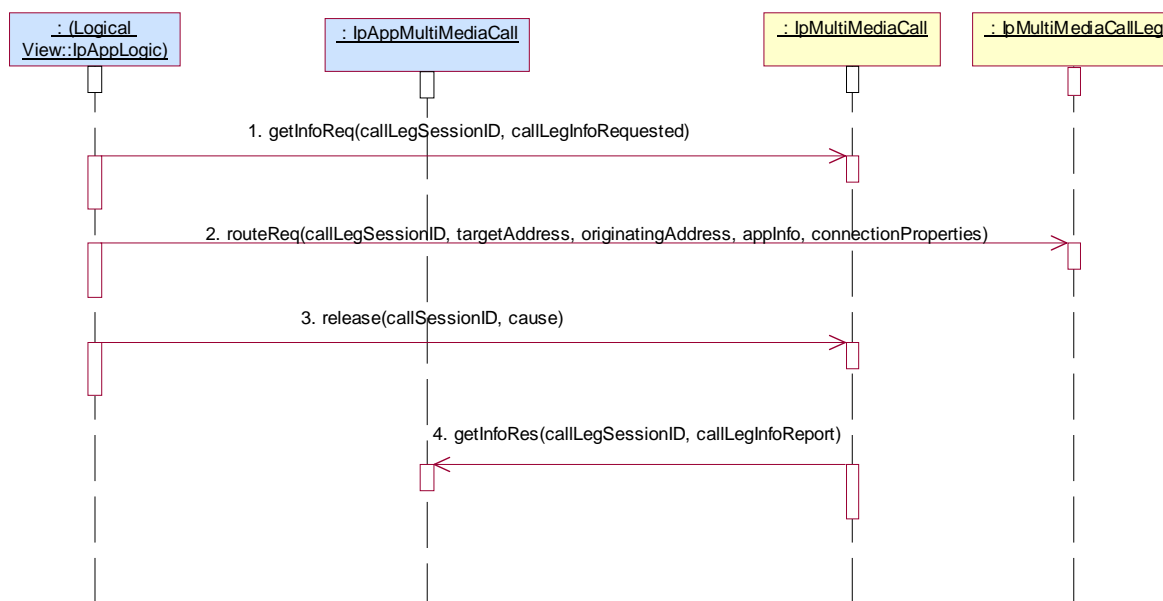 : (Logical
View::IpAppLogic)
: IpAppMultiMediaCall
: IpMultiMediaCall
: IpMultiMediaCallLeg
1. getInfoReq(callLegSessionID, callLegInfoRequested)
2. routeReq(callLegSessionID, targetAddress, originatingAddress, appInfo, connectionProperties)
3. release(callSessionID, cause)
4. getInfoRes(callLegSessionID, callLegInfoReport)